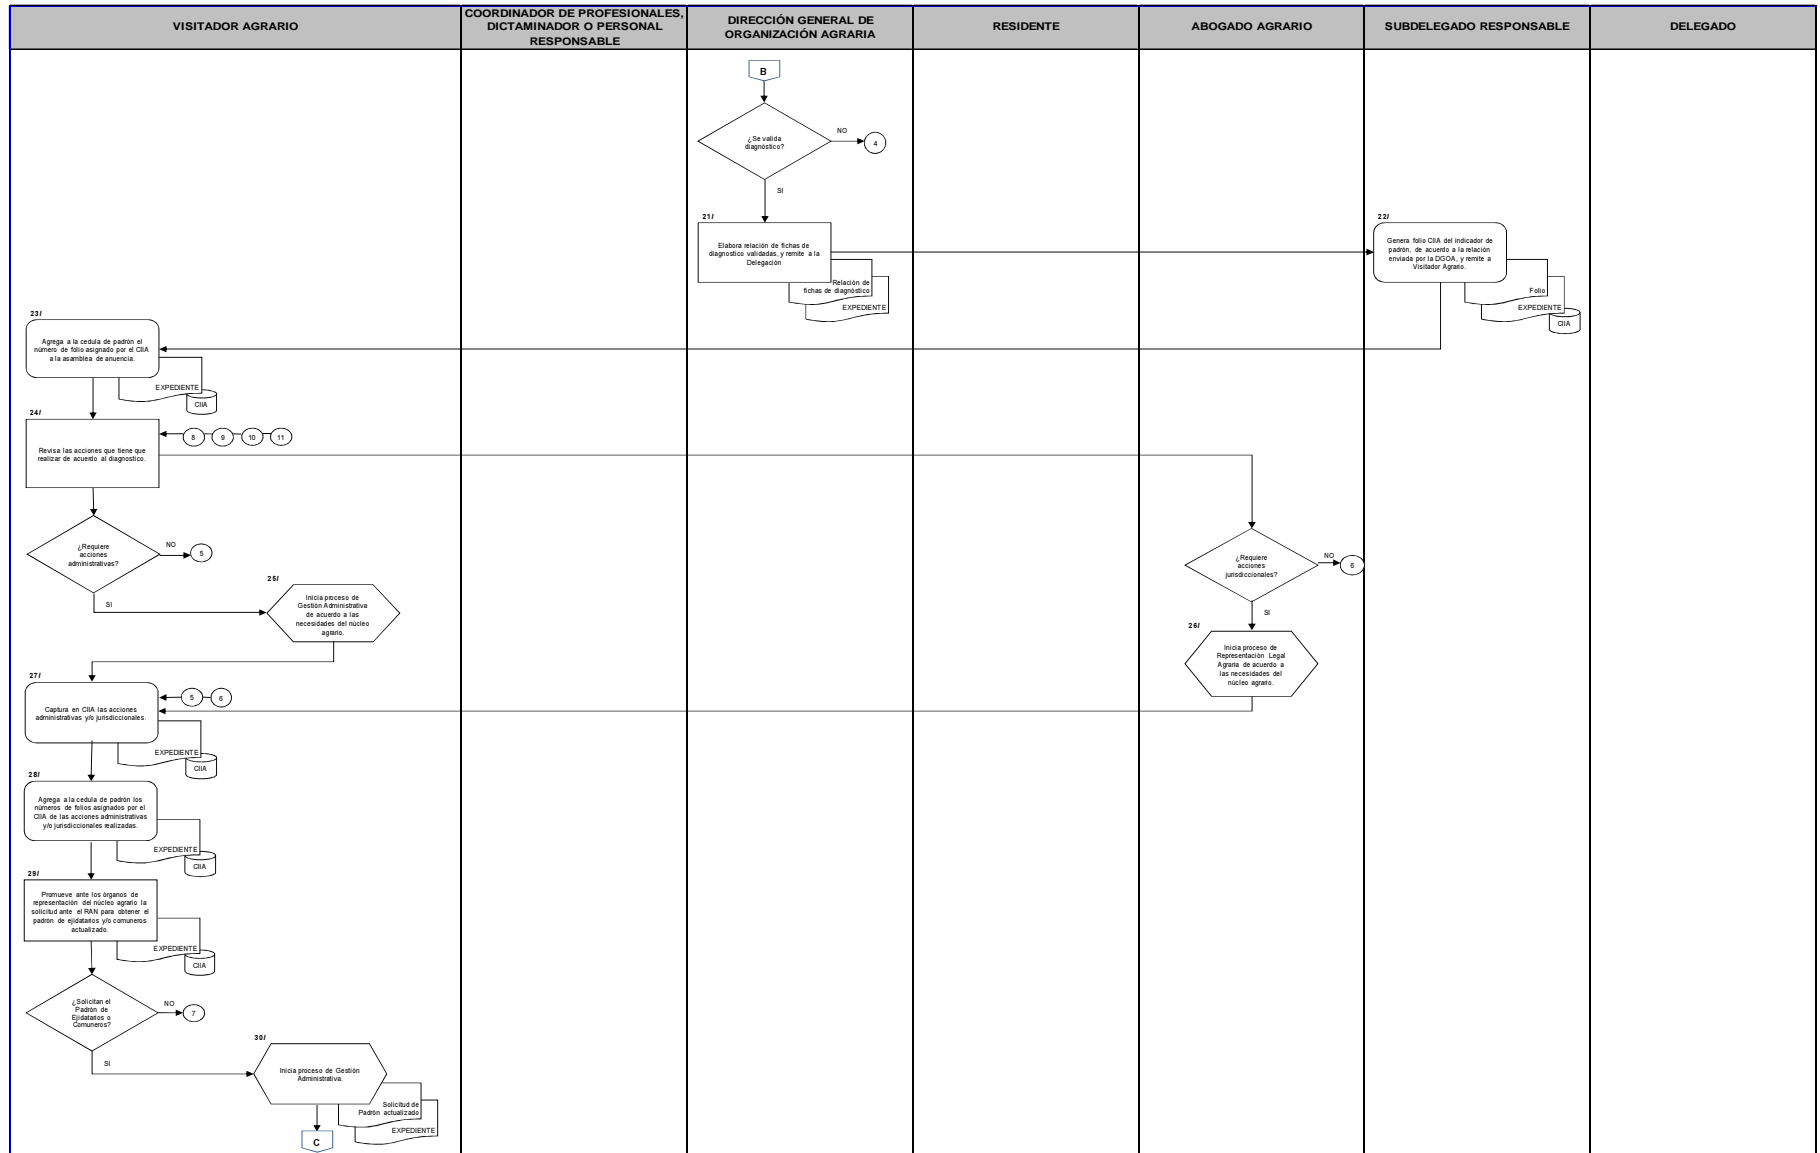 VISITADOR AGRARIO
COORDINADOR DE PROFESIONALES,
DICTAMINADOR O PERSONAL
RESPONSABLE
DIRECCIÓN GENERAL DE
ORGANIZACIÓN AGRARIA
RESIDENTE
ABOGADO AGRARIO
SUBDELEGADO RESPONSABLE
DELEGADO
B
¿Se valida
diagnóstico?
NO
4
SI
21/
Elabora relación de fichas de
diagnostico validadas, y remite a la
Delegación
Relación de
fichas de diagnóstico
EXPEDIENTE
22/
Genera folio CIIA del indicador de
padrón, de acuerdo a la relación
enviada por la DGOA, y remite a
Visitador Agrario.
Folio
EXPEDIENTE
CIIA
23/
Agrega a la cedula de padrón el
número de folio asignado por el CIIA
a la asamblea de anuencia.
EXPEDIENTE
CIIA
24/
Revisa las acciones que tiene que
realizar de acuerdo al diagnostico.
8
9
10
11
¿Requiere
acciones
administrativas?
NO
5
SI
25/
Inicia proceso de
Gestión Administrativa
de acuerdo a las
necesidades del núcleo
agrario.
¿Requiere
acciones
jurisdiccionales?
NO
6
SI
26/
Inicia proceso de
Representación Legal
Agraria de acuerdo a
las necesidades del
núcleo agrario.
27/
Captura en CIIA las acciones
administrativas y/o jurisdiccionales.
5
6
EXPEDIENTE
CIIA
28/
Agrega a la cedula de padrón los
números de folios asignados por el
CIIA de las acciones administrativas
y/o jurisdiccionales realizadas.
EXPEDIENTE
CIIA
29/
Promueve ante los órganos de
representación del núcleo agrario la
solicitud ante el RAN para obtener el
padrón de ejidatarios y/o comuneros
actualizado.
EXPEDIENTE
CIIA
¿Solicitan el
Padrón de
Ejidatarios o
Comuneros?
NO
7
SI
30/
Inicia proceso de Gestión
Administrativa.
Solicitud de
Padrón actualizado
EXPEDIENTE
C